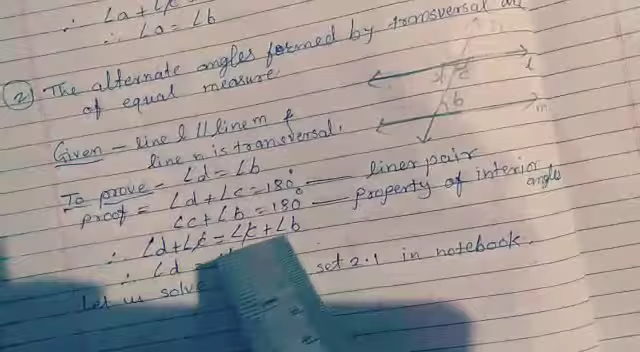 ∴ ∠a + ∠c
∴ ∠a = ∠b
② The alternate angles formed by transversal
of equal measure.
Given - line l || line m &
line n is transversal.
To prove - ∠d = ∠b
proof = ∠d + ∠c = 180° — liner pair
∠c + ∠b = 180 — property of interior angles
∴ ∠d + ∠c = ∠c + ∠b
∴ ∠d =
Let us solve set 2.1 in notebook.
d c
l
b
m
n